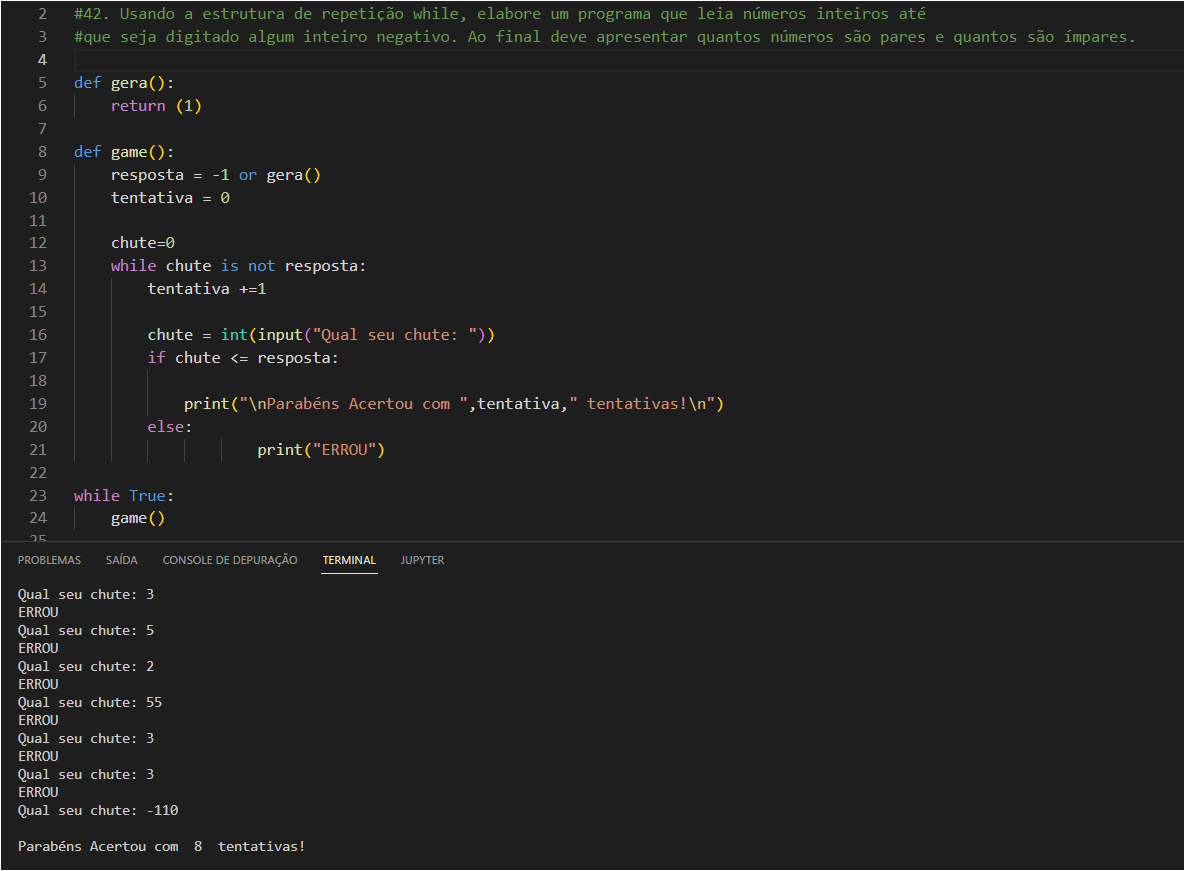 2 #42. Usando a estrutura de repetição while, elabore um programa que leia números inteiros até
3 #que seja digitado algum inteiro negativo. Ao final deve apresentar quantos números são pares e quantos são ímpares.
4
5 def gera():
6     return (1)
7
8 def game():
9     resposta = -1 or gera()
10     tentativa = 0
11
12     chute=0
13     while chute is not resposta:
14         tentativa +=1
15
16         chute = int(input("Qual seu chute: "))
17         if chute <= resposta:
18
19             print("\nParabéns Acertou com ",tentativa," tentativas!\n")
20         else:
21                     print("ERROU")
22
23 while True:
24     game()
25
PROBLEMAS SAÍDA CONSOLE DE DEPURAÇÃO TERMINAL JUPYTER
Qual seu chute: 3
ERROU
Qual seu chute: 5
ERROU
Qual seu chute: 2
ERROU
Qual seu chute: 55
ERROU
Qual seu chute: 3
ERROU
Qual seu chute: 3
ERROU
Qual seu chute: -110
Parabéns Acertou com  8  tentativas!